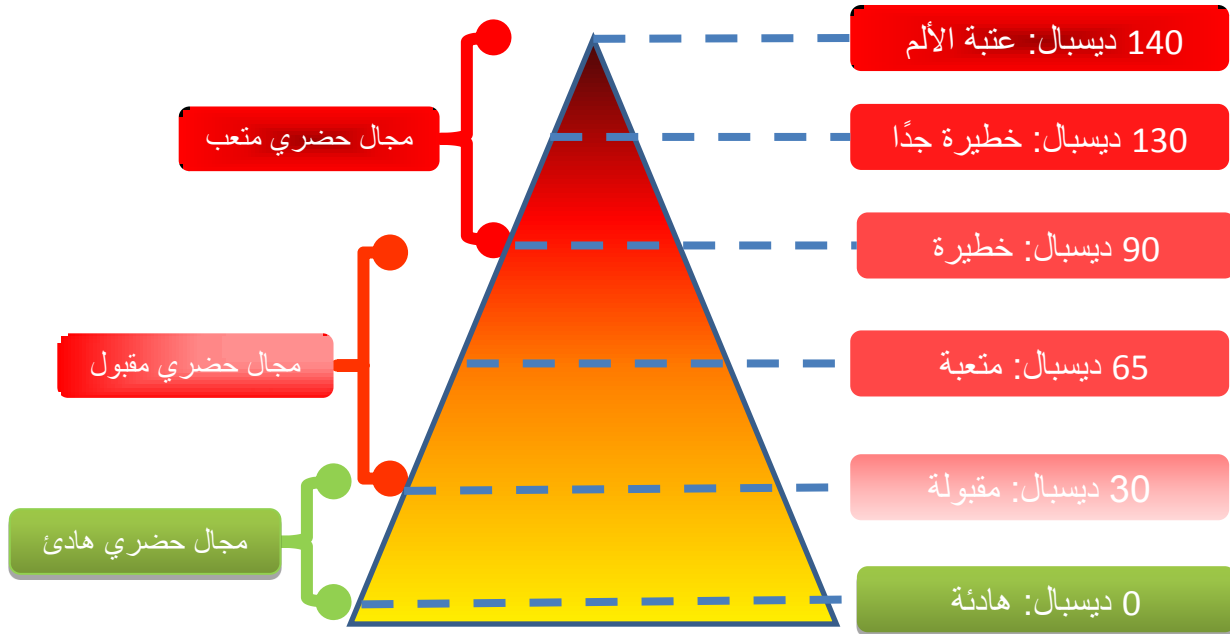 140 ديسبال: عتبة الألم
130 ديسبال: خطيرة جدًا
مجال حضري متعب
90 ديسبال: خطيرة
65 ديسبال: متعبة
مجال حضري مقبول
30 ديسبال: مقبولة
مجال حضري هادئ
0 ديسبال: هادئة